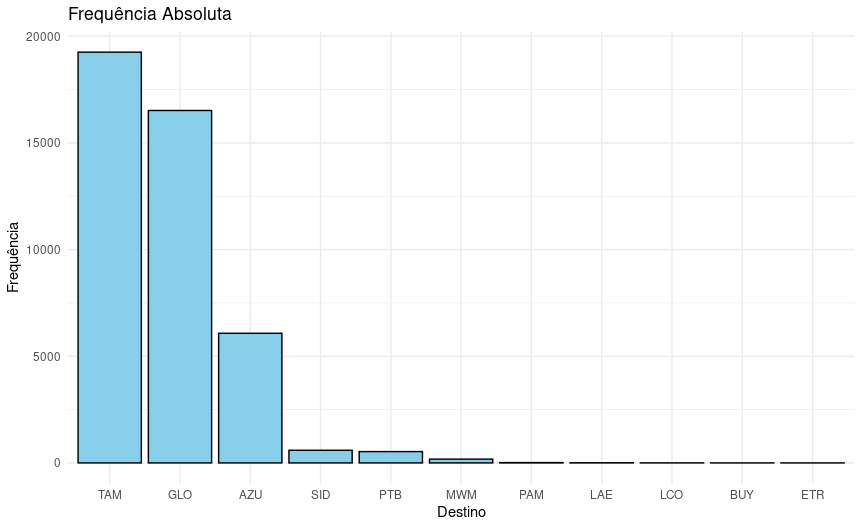 Frequência Absoluta
20000
15000
10000
5000
0
Frequência
TAM GLO AZU SID PTB MWM PAM LAE LCO BUY ETR
Destino